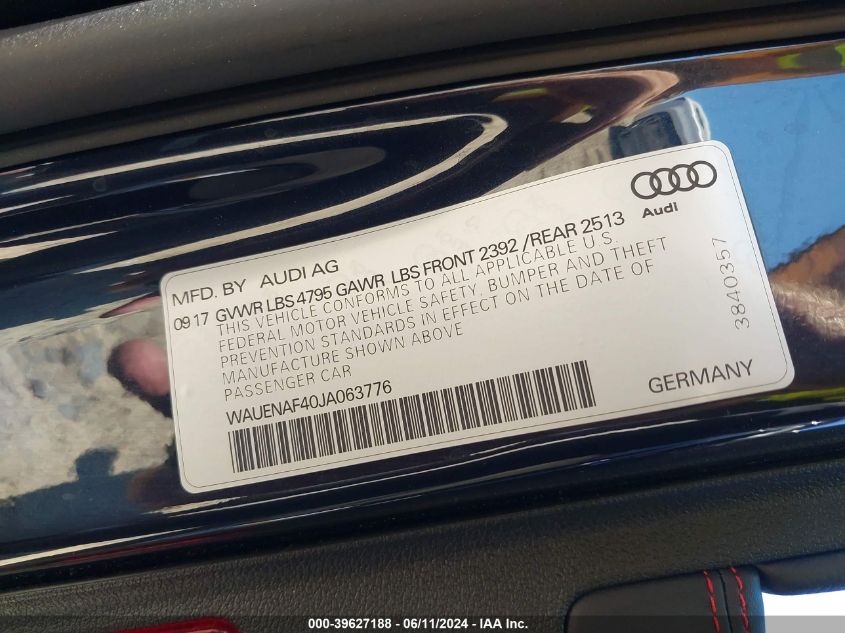 Audi
MFD. BY AUDI AG
09 17 GVWR LBS 4795 GAWR LBS FRONT 2392 /REAR 2513
THIS VEHICLE CONFORMS TO ALL APPLICABLE U.S.
FEDERAL MOTOR VEHICLE SAFETY, BUMPER AND THEFT
PREVENTION STANDARDS IN EFFECT ON THE DATE OF
MANUFACTURE SHOWN ABOVE
PASSENGER CAR
WAUENAF40JA063776
GERMANY
3840357
000-39627188 - 06/11/2024 - IAA Inc.